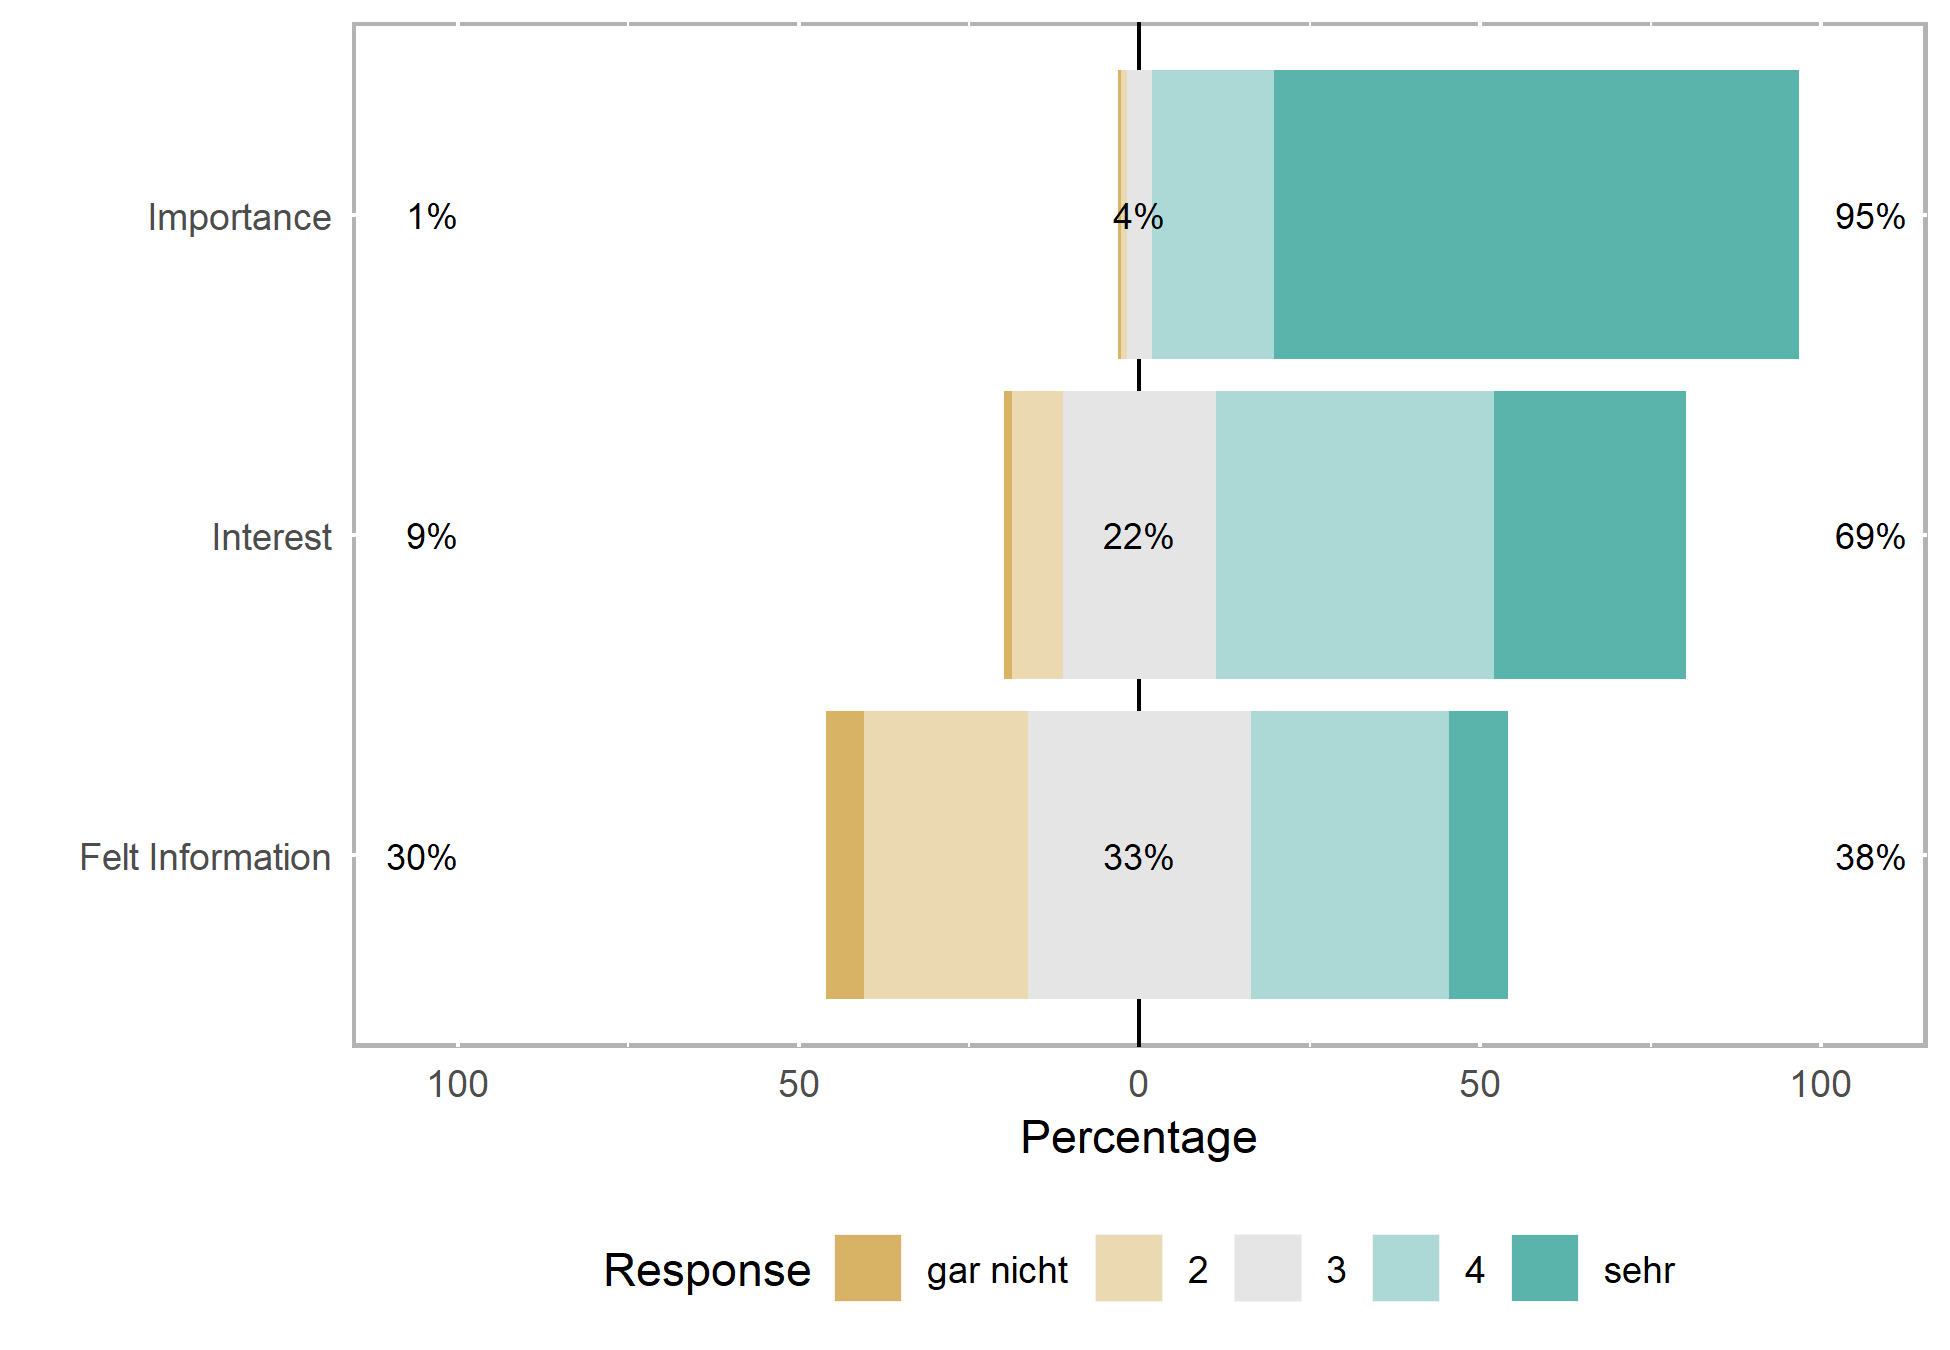 Importance 1% 4% 95%
Interest 9% 22% 69%
Felt Information 30% 33% 38%
100 50 0 50 100
Percentage
Response gar nicht 2 3 4 sehr